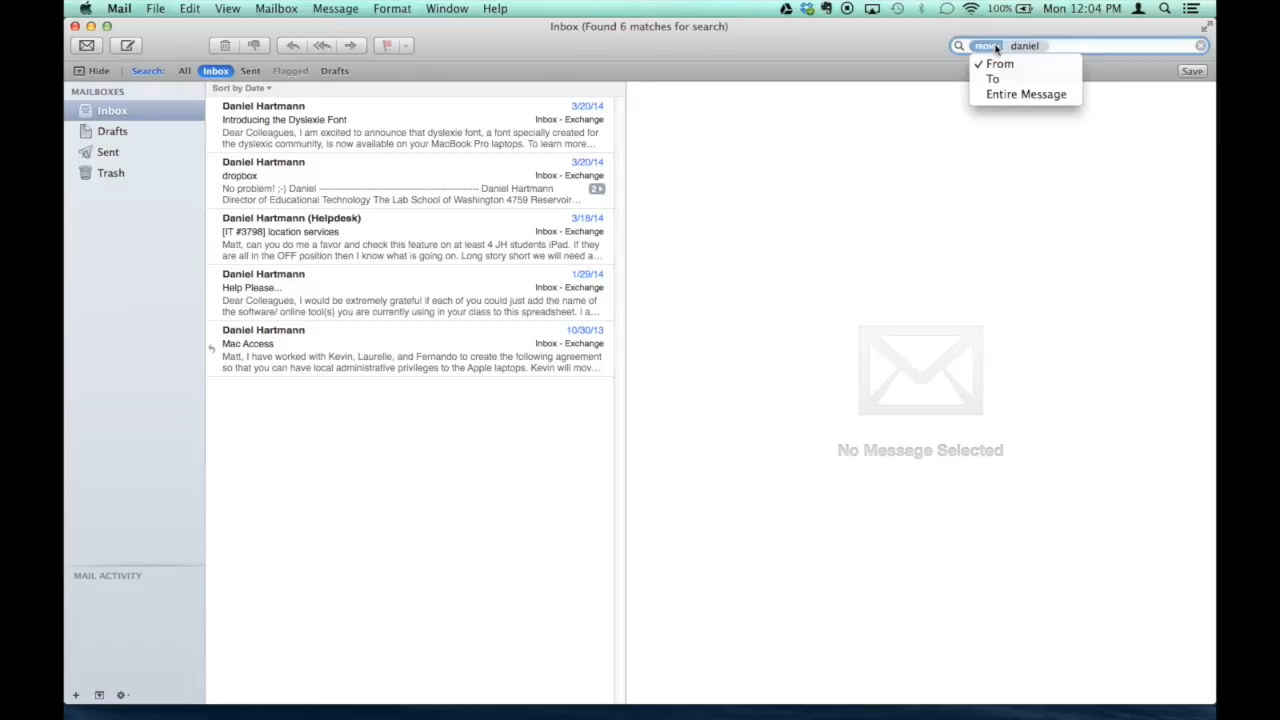 Mail File Edit View Mailbox Message Format Window Help 100% Mon 12:04 PM
Inbox (Found 6 matches for search)
FROM daniel
Hide Search: All Inbox Sent Flagged Drafts Save
From
To
Entire Message
MAILBOXES
Inbox
Drafts
Sent
Trash
Sort by Date
Daniel Hartmann 3/20/14
Introducing the Dyslexie Font Inbox - Exchange
Dear Colleagues, I am excited to announce that dyslexie font, a font specially created for
the dyslexic community, is now available on your MacBook Pro laptops. To learn more…
Daniel Hartmann 3/20/14
dropbox Inbox - Exchange
No problem! ;-) Daniel ------------------------------------------------ Daniel Hartmann 2
Director of Educational Technology The Lab School of Washington 4759 Reservoir…
Daniel Hartmann (Helpdesk) 3/18/14
[IT #3798] location services Inbox - Exchange
Matt, can you do me a favor and check this feature on at least 4 JH students iPad. If they
are all in the OFF position then I know what is going on. Long story short we will need a…
Daniel Hartmann 1/29/14
Help Please... Inbox - Exchange
Dear Colleagues, I would be extremely grateful if each of you could just add the name of
the software/ online tool(s) you are currently using in your class to this spreadsheet. I a…
Daniel Hartmann 10/30/13
Mac Access Inbox - Exchange
Matt, I have worked with Kevin, Laurelle, and Fernando to create the following agreement
so that you can have local administrative privileges to the Apple laptops. Kevin will mov…
No Message Selected
MAIL ACTIVITY